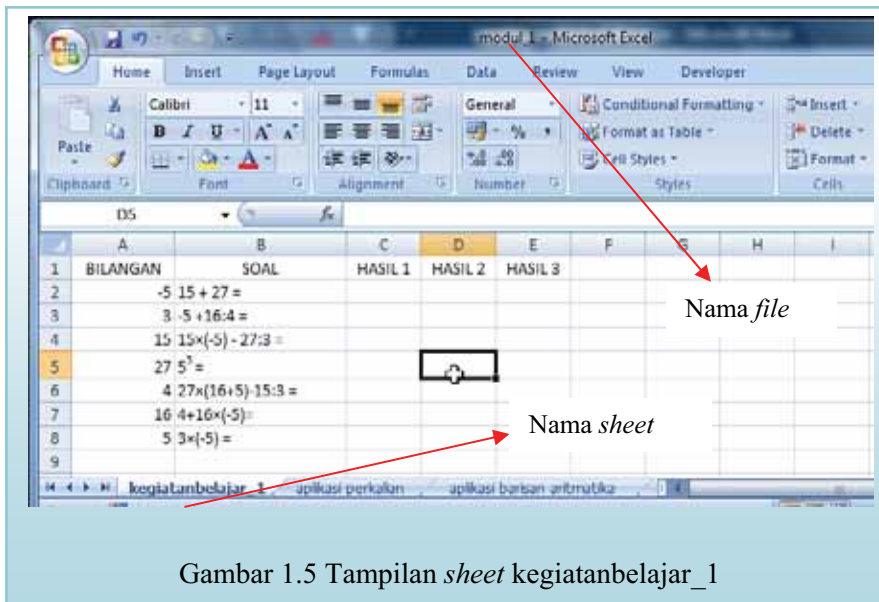 modul_1 - Microsoft Excel
Home Insert Page Layout Formulas Data Review View Developer
Calibri 11 General Conditional Formatting Insert
Paste B I U A A % , Format as Table Delete
A Cell Styles Format
Clipboard Font Alignment Number Styles Cells
D5 fx
A B C D E F G H I
1 BILANGAN SOAL HASIL 1 HASIL 2 HASIL 3
2 -5 15 + 27 =
3 3 -5 +16:4 =
4 15 15×(-5) - 27:3 =
5 27 5³ =
6 4 27×(16+5)-15:3 =
7 16 4+16×(-5)=
8 5 3×(-5) =
9
Nama file
Nama sheet
kegiatanbelajar_1 aplikasi perkalian aplikasi barisan aritmatika
Gambar 1.5 Tampilan sheet kegiatanbelajar_1